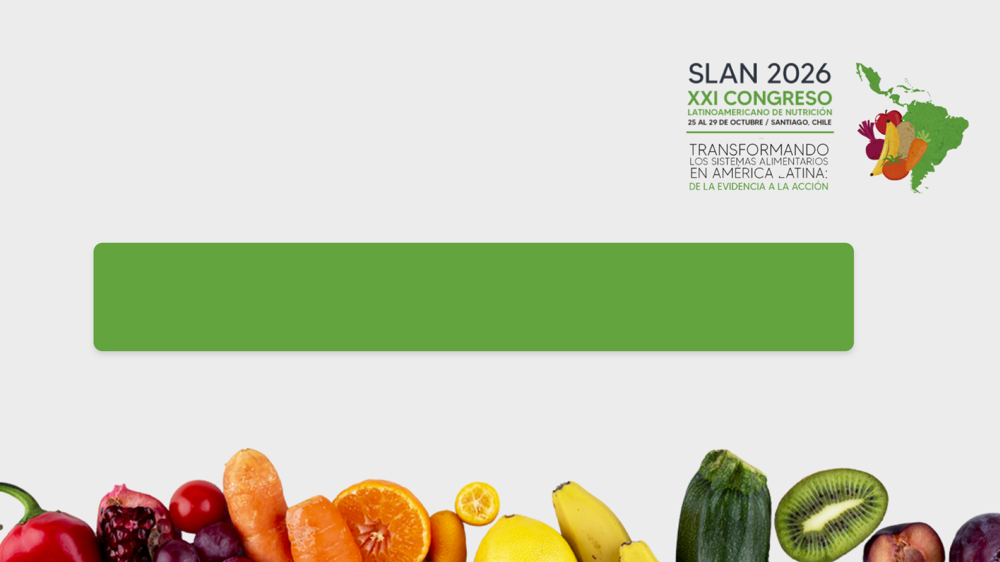 SLAN 2026
XXI CONGRESO
LATINOAMERICANO DE NUTRICIÓN
25 AL 29 DE OCTUBRE / SANTIAGO, CHILE
TRANSFORMANDO
LOS SISTEMAS ALIMENTARIOS
EN AMÉRICA LATINA:
DE LA EVIDENCIA A LA ACCIÓN